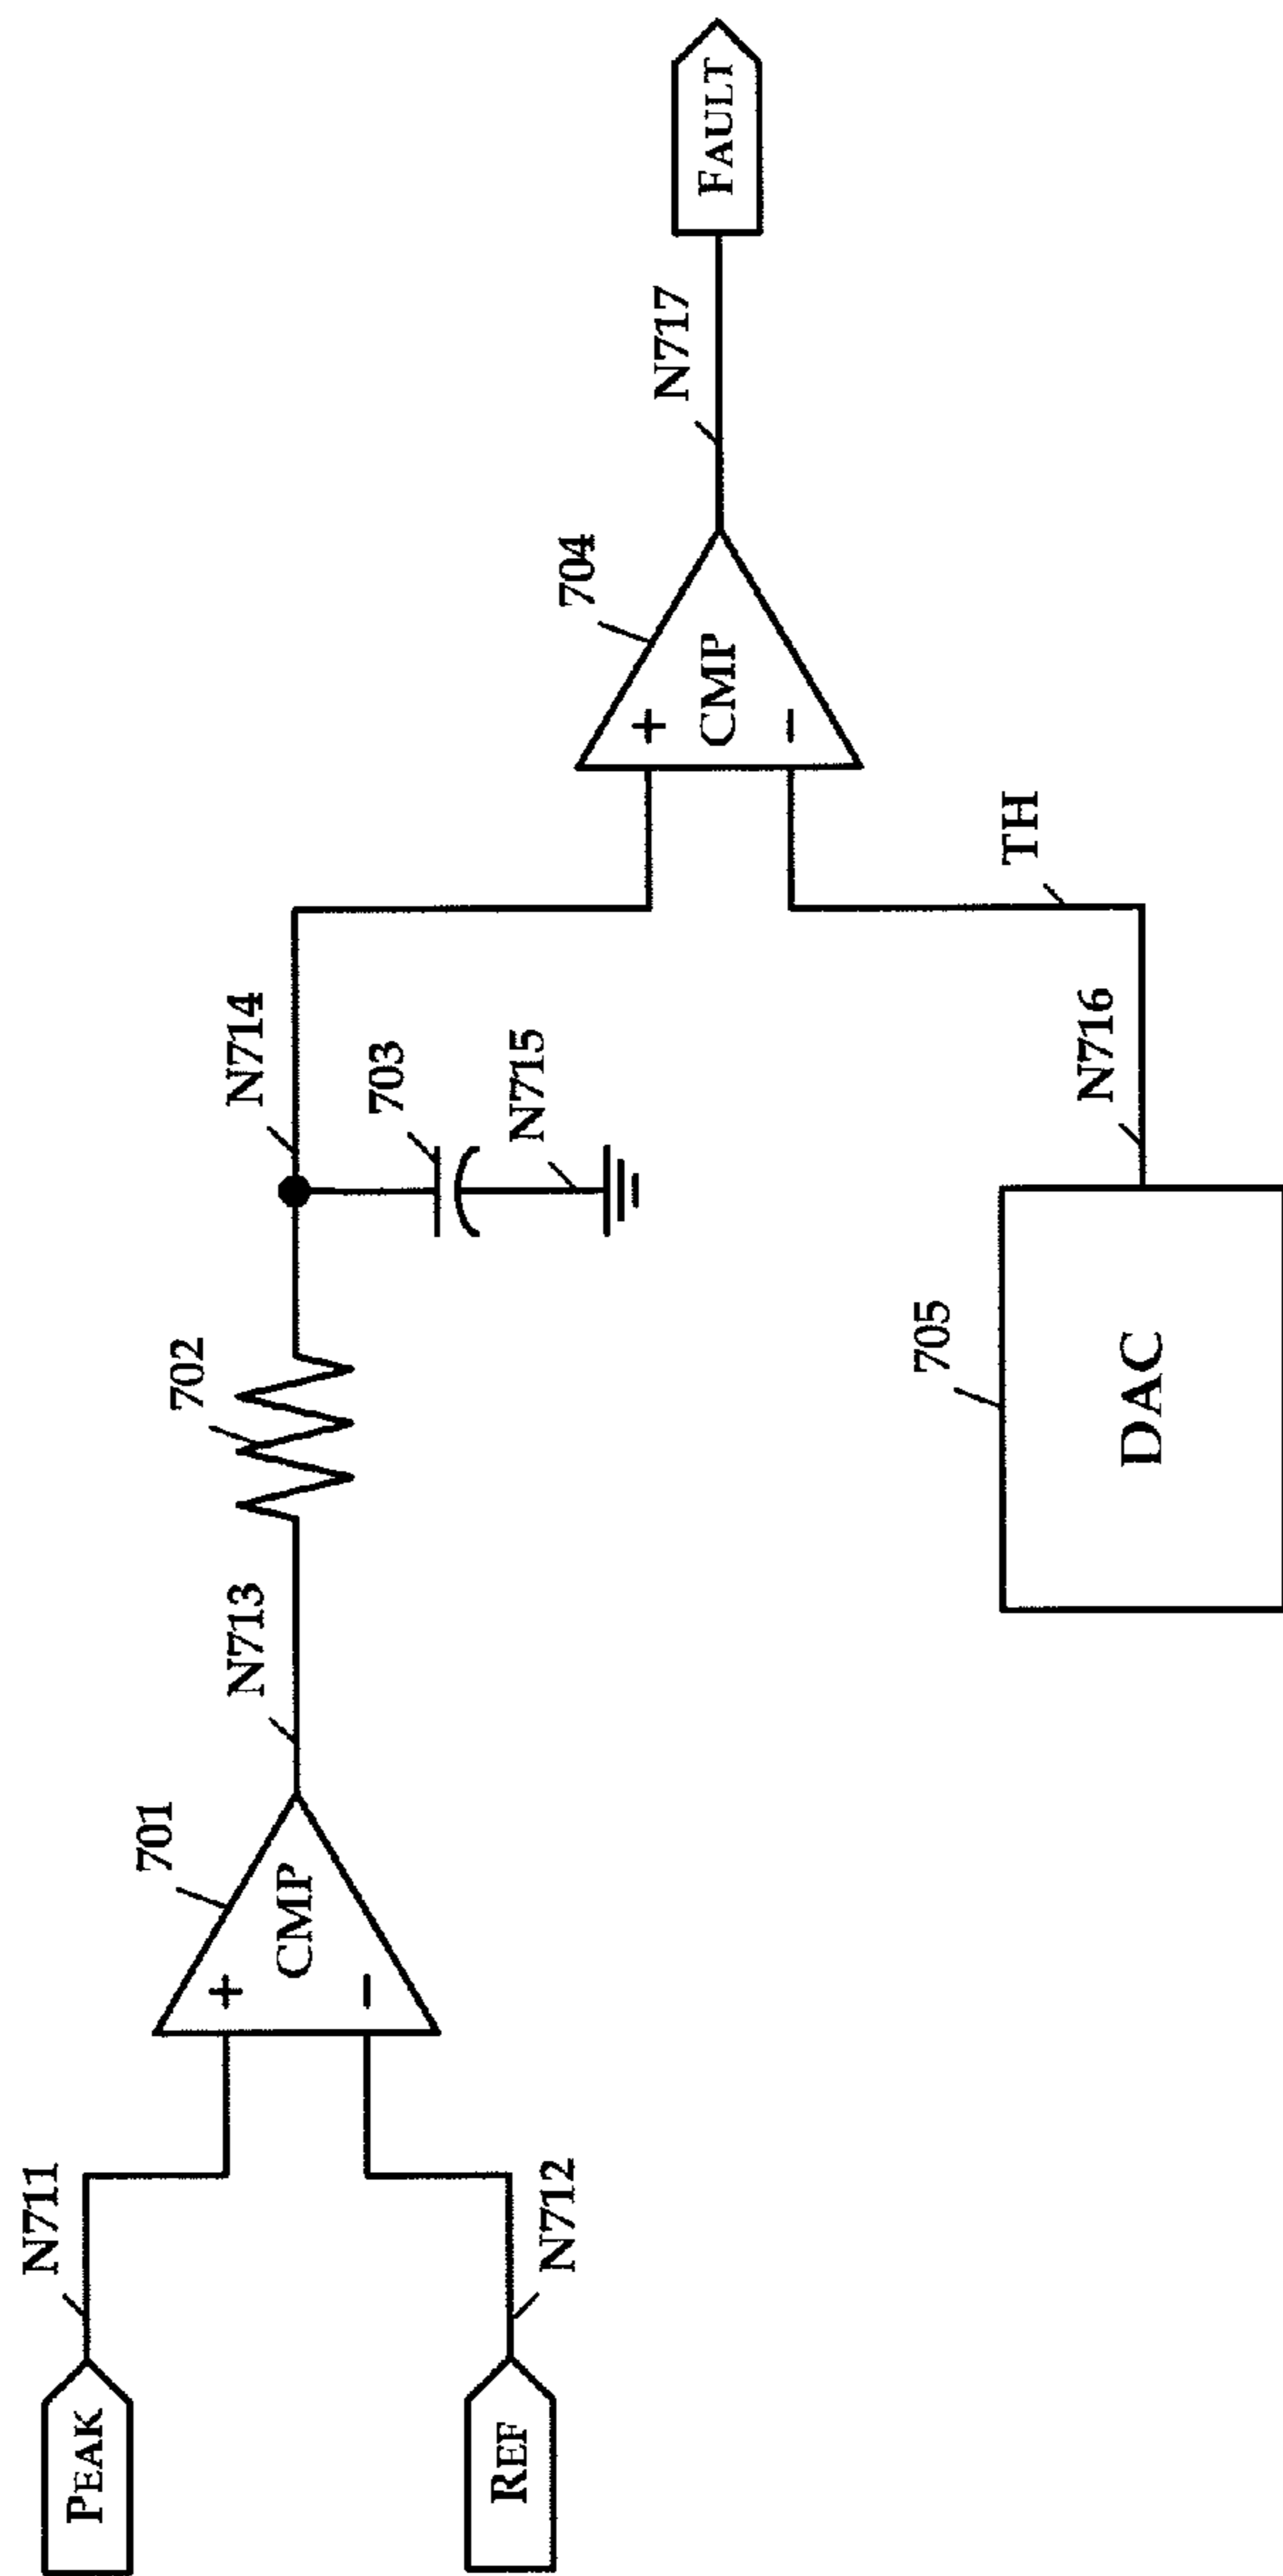 PEAK
N711
REF
N712
701
+
CMP
−
N713
702
N714
703
N715
705
DAC
N716
TH
704
+
CMP
−
N717
FAULT